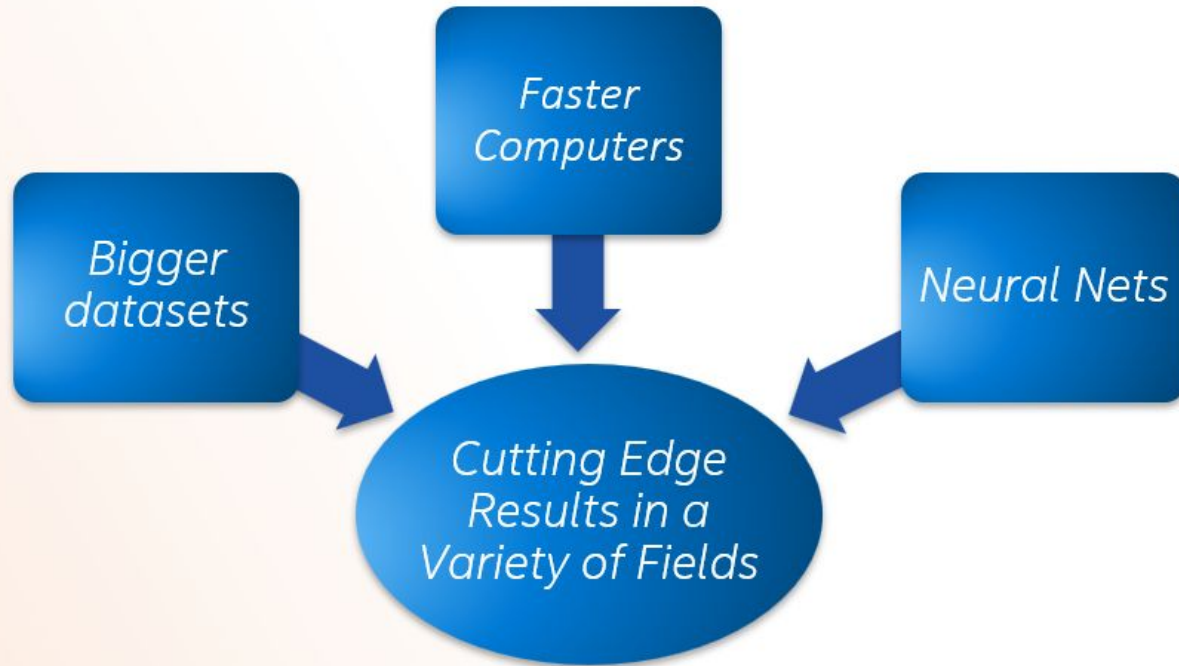 Faster
Computers
Bigger
datasets
Neural Nets
Cutting Edge
Results in a
Variety of Fields